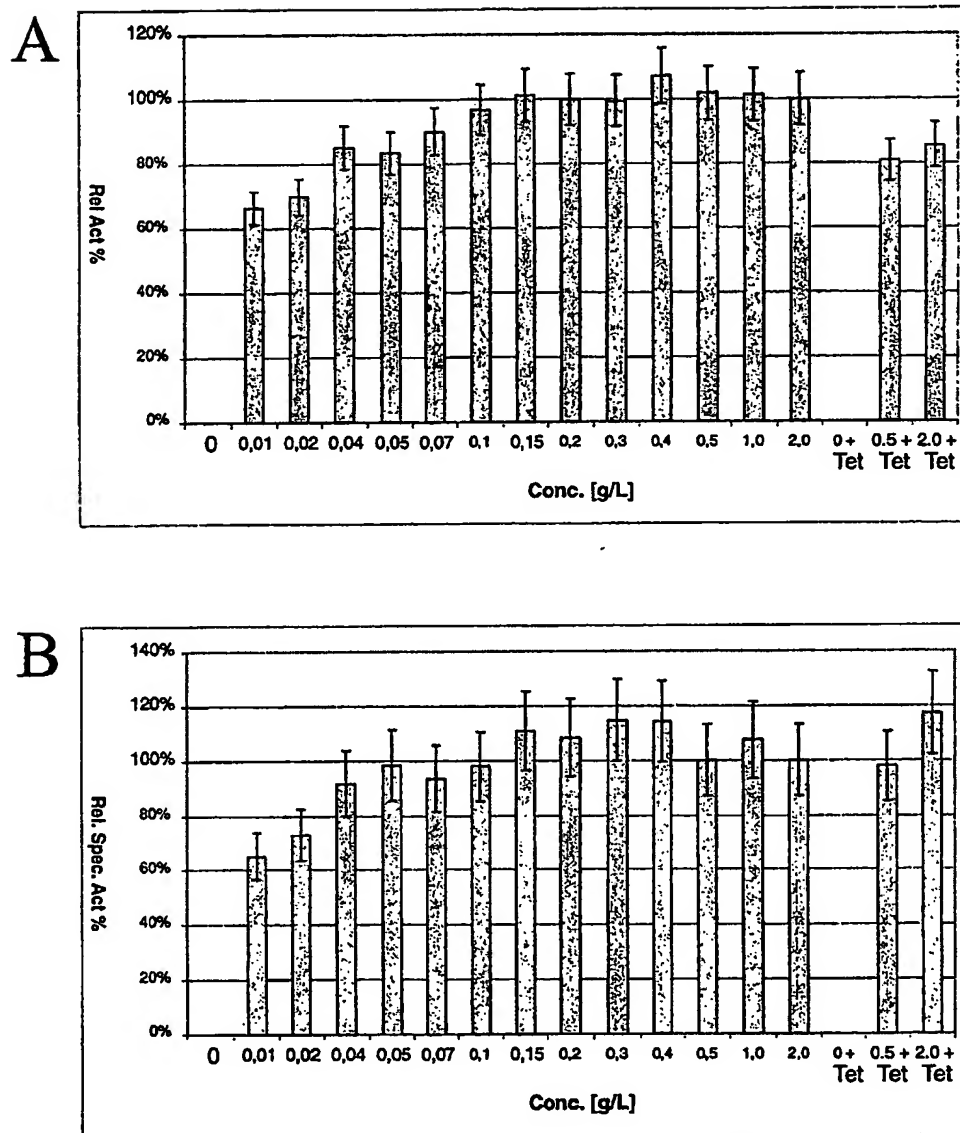 A
120%
100%
80%
60%
40%
20%
0%
Rel Act %
0 0,01 0,02 0,04 0,05 0,07 0,1 0,15 0,2 0,3 0,4 0,5 1,0 2.0 0 + 0.5 + 2.0 +
Tet Tet Tet
Conc. [g/L]
B
140%
120%
100%
80%
60%
40%
20%
0%
Rel. Spec. Act %
0 0,01 0,02 0,04 0,05 0,07 0,1 0,15 0,2 0,3 0,4 0,5 1,0 2.0 0 + 0.5 + 2.0 +
Tet Tet Tet
Conc. [g/L]